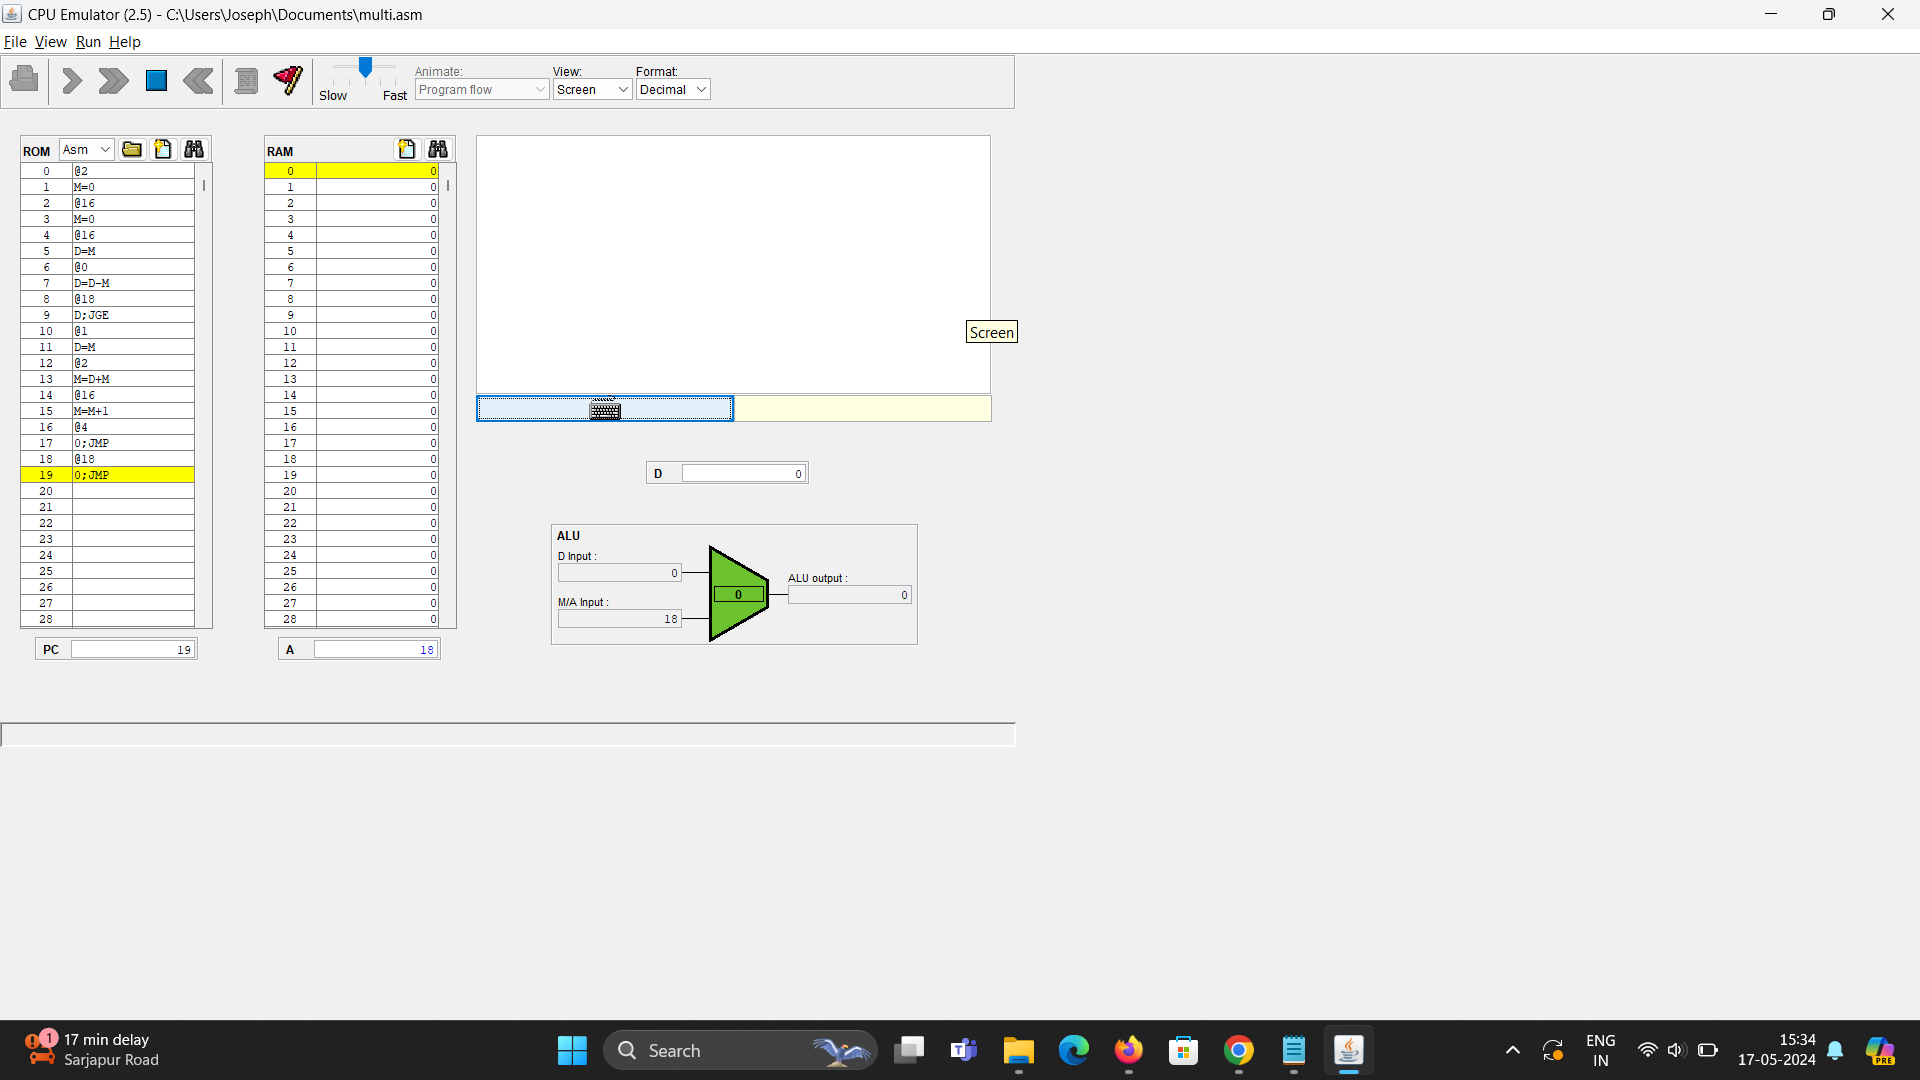 CPU Emulator (2.5) - C:\Users\Joseph\Documents\multi.asm
File View Run Help
Slow Fast
Animate:
Program flow
View:
Screen
Format:
Decimal
ROM Asm
0 @2
1 M=0
2 @16
3 M=0
4 @16
5 D=M
6 @0
7 D=D-M
8 @18
9 D;JGE
10 @1
11 D=M
12 @2
13 M=D+M
14 @16
15 M=M+1
16 @4
17 0;JMP
18 @18
19 0;JMP
20
21
22
23
24
25
26
27
28
PC 19
RAM
0 0
1 0
2 0
3 0
4 0
5 0
6 0
7 0
8 0
9 0
10 0
11 0
12 0
13 0
14 0
15 0
16 0
17 0
18 0
19 0
20 0
21 0
22 0
23 0
24 0
25 0
26 0
27 0
28 0
A 18
Screen
D 0
ALU
D Input :
0
M/A Input :
18
0
ALU output :
0
1
17 min delay
Sarjapur Road
Search
ENG
IN
15:34
17-05-2024
PRE